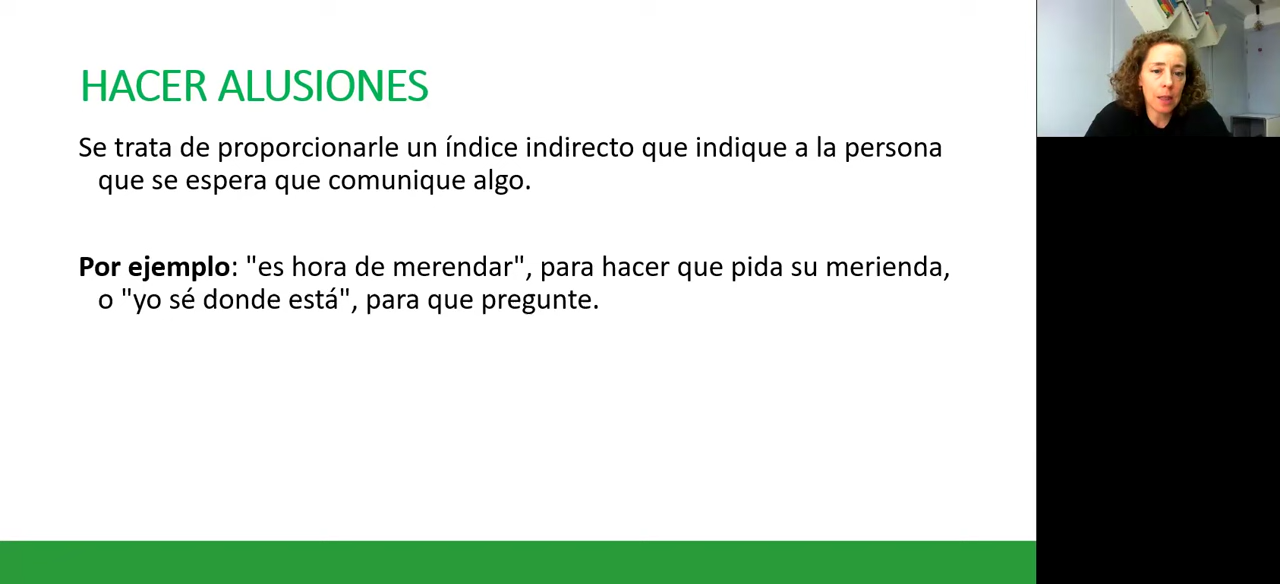 HACER ALUSIONES
Se trata de proporcionarle un índice indirecto que indique a la persona
que se espera que comunique algo.
Por ejemplo: "es hora de merendar", para hacer que pida su merienda,
o "yo sé donde está", para que pregunte.